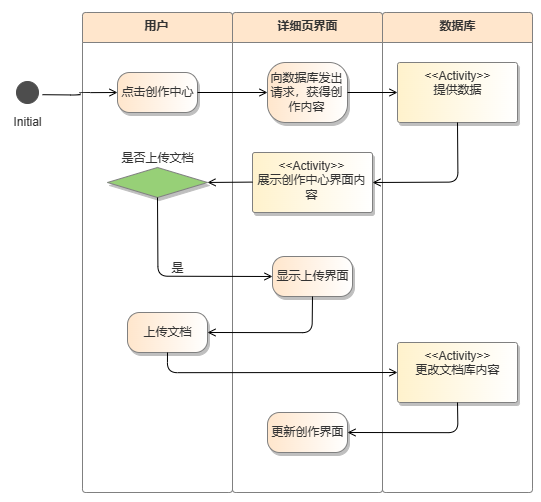 用户
详细页界面
数据库
Initial
点击创作中心
向数据库发出
请求，获得创
作内容
<<Activity>>
提供数据
是否上传文档
<<Activity>>
展示创作中心界面内
容
是
显示上传界面
上传文档
<<Activity>>
更改文档库内容
更新创作界面